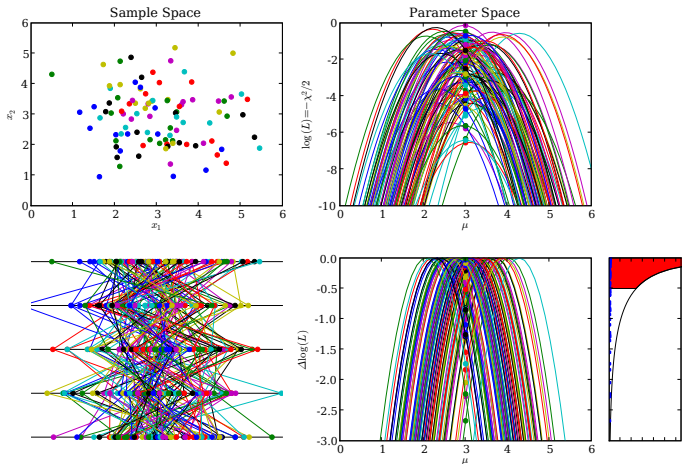 Sample Space
6
5
4
3
2
1
0
x₂
0 1 2 3 4 5 6
x₁
Parameter Space
0
-2
-4
-6
-8
-10
log(L)=−χ²/2
0 1 2 3 4 5 6
μ
0.0
-0.5
-1.0
-1.5
-2.0
-2.5
-3.0
Δlog(L)
0 1 2 3 4 5 6
μ